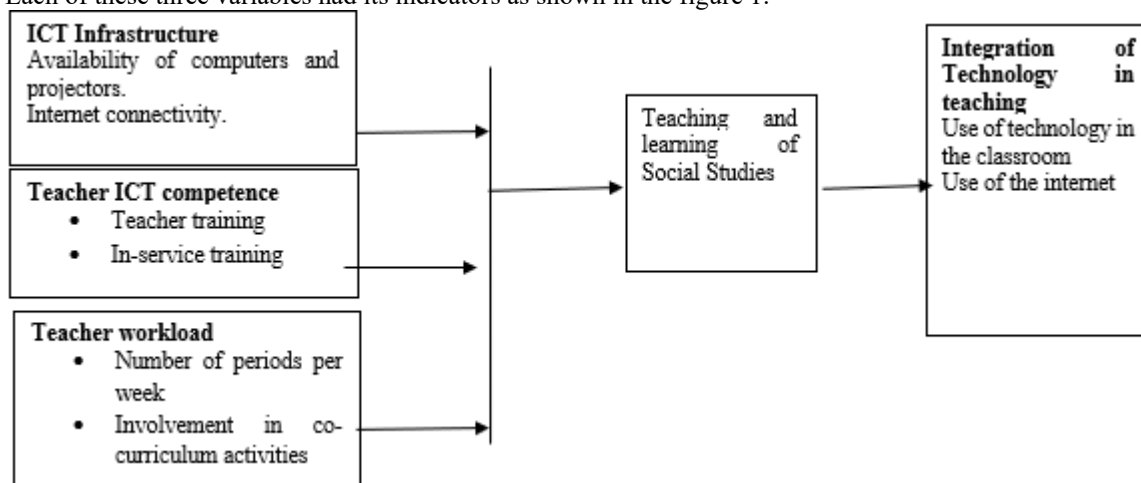 Each of these three variables had its indicators as shown in the figure 1.
ICT Infrastructure
Availability of computers and
projectors.
Internet connectivity.
Teacher ICT competence
• Teacher training
• In-service training
Teacher workload
• Number of periods per
week
• Involvement in co-
curriculum activities
Teaching and
learning of
Social Studies
Integration of
Technology in
teaching
Use of technology in
the classroom
Use of the internet